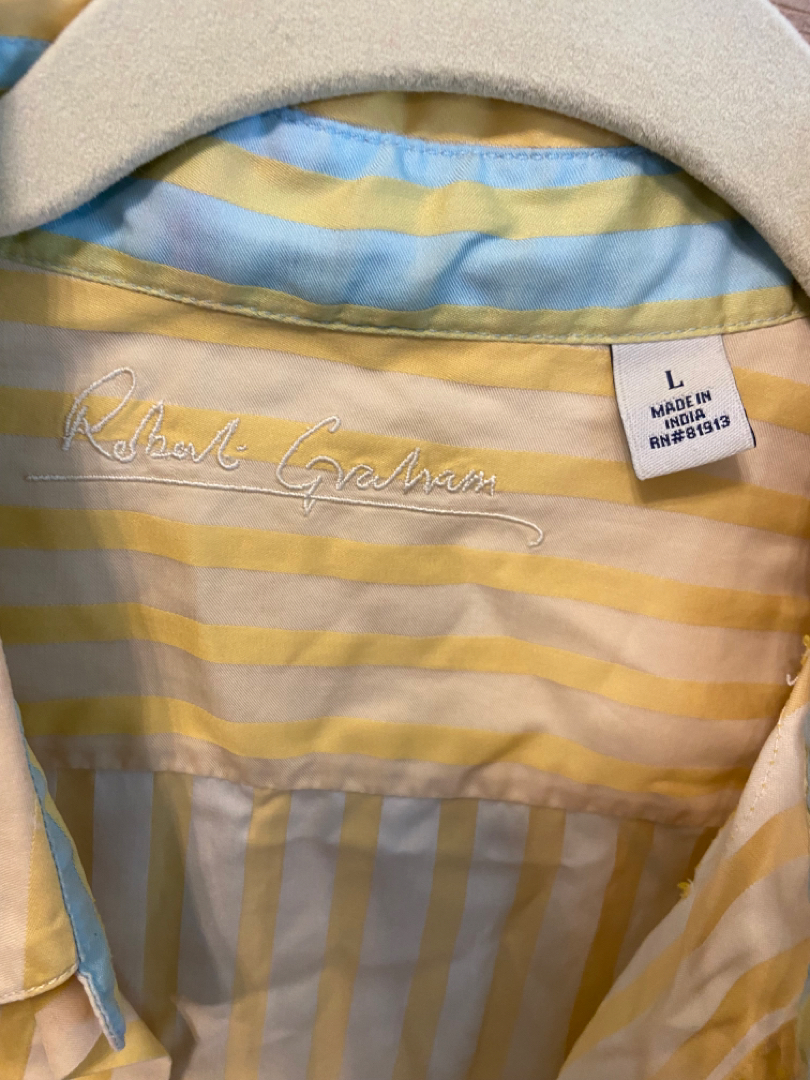 Robert Graham
L
MADE IN
INDIA
RN#81913